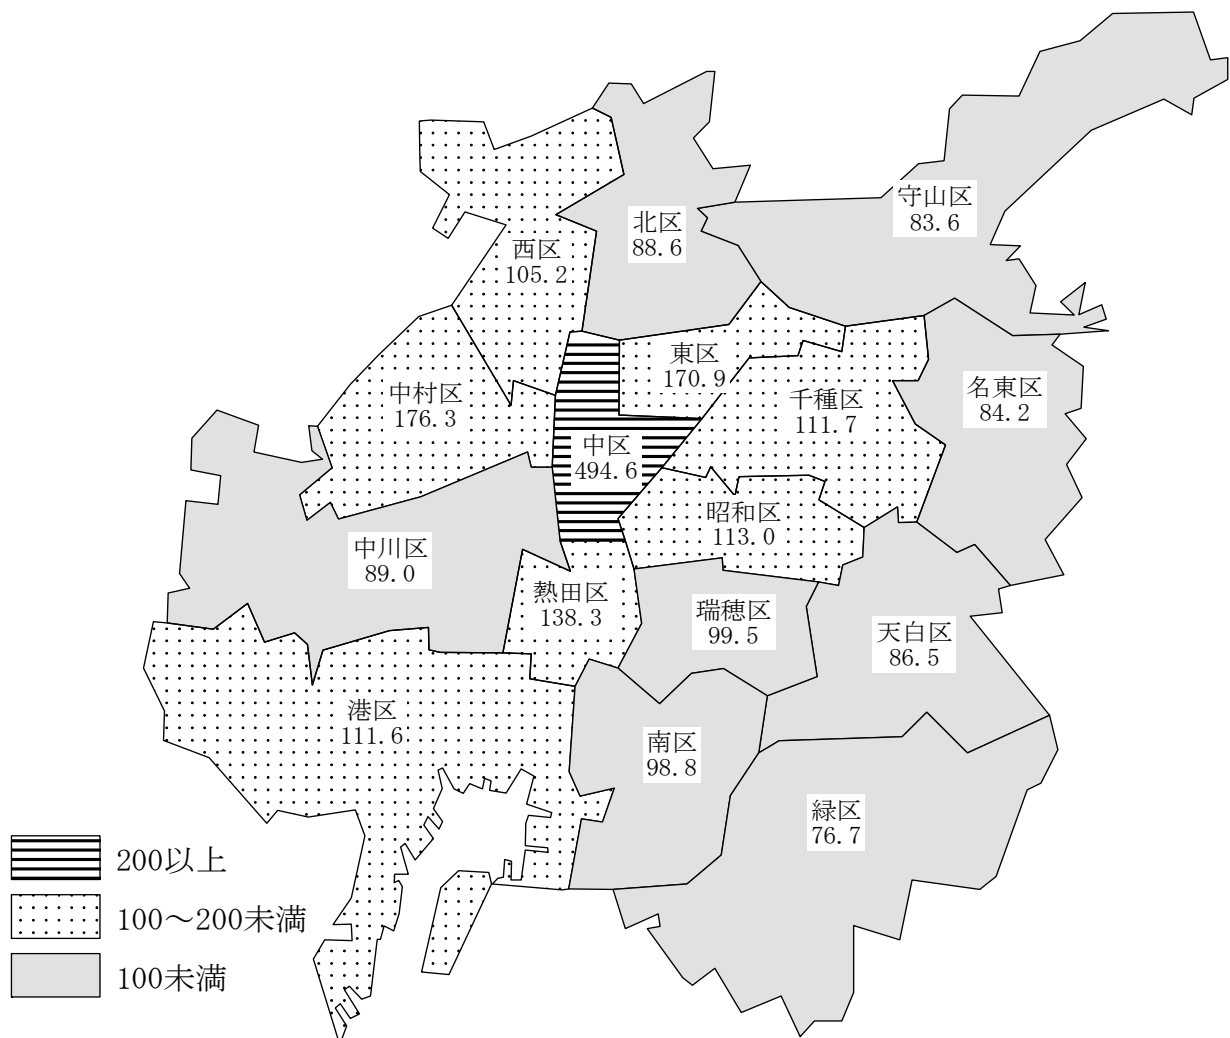 守山区
83.6
北区
88.6
西区
105.2
東区
170.9
名東区
84.2
中村区
176.3
千種区
111.7
中区
494.6
昭和区
113.0
中川区
89.0
熱田区
138.3
瑞穂区
99.5
天白区
86.5
港区
111.6
南区
98.8
緑区
76.7
200以上
100～200未満
100未満